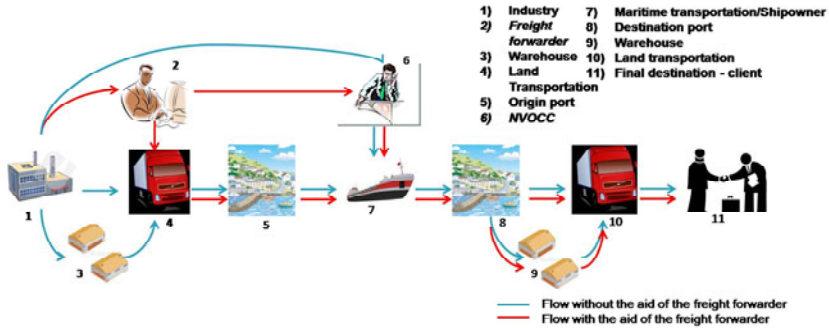 1) Industry
2) Freight
forwarder
3) Warehouse
4) Land
Transportation
5) Origin port
6) NVOCC
7) Maritime transportation/Shipowner
8) Destination port
9) Warehouse
10) Land transportation
11) Final destination - client
2
6
1
4
5
7
8
10
11
3
9
Flow without the aid of the freight forwarder
Flow with the aid of the freight forwarder